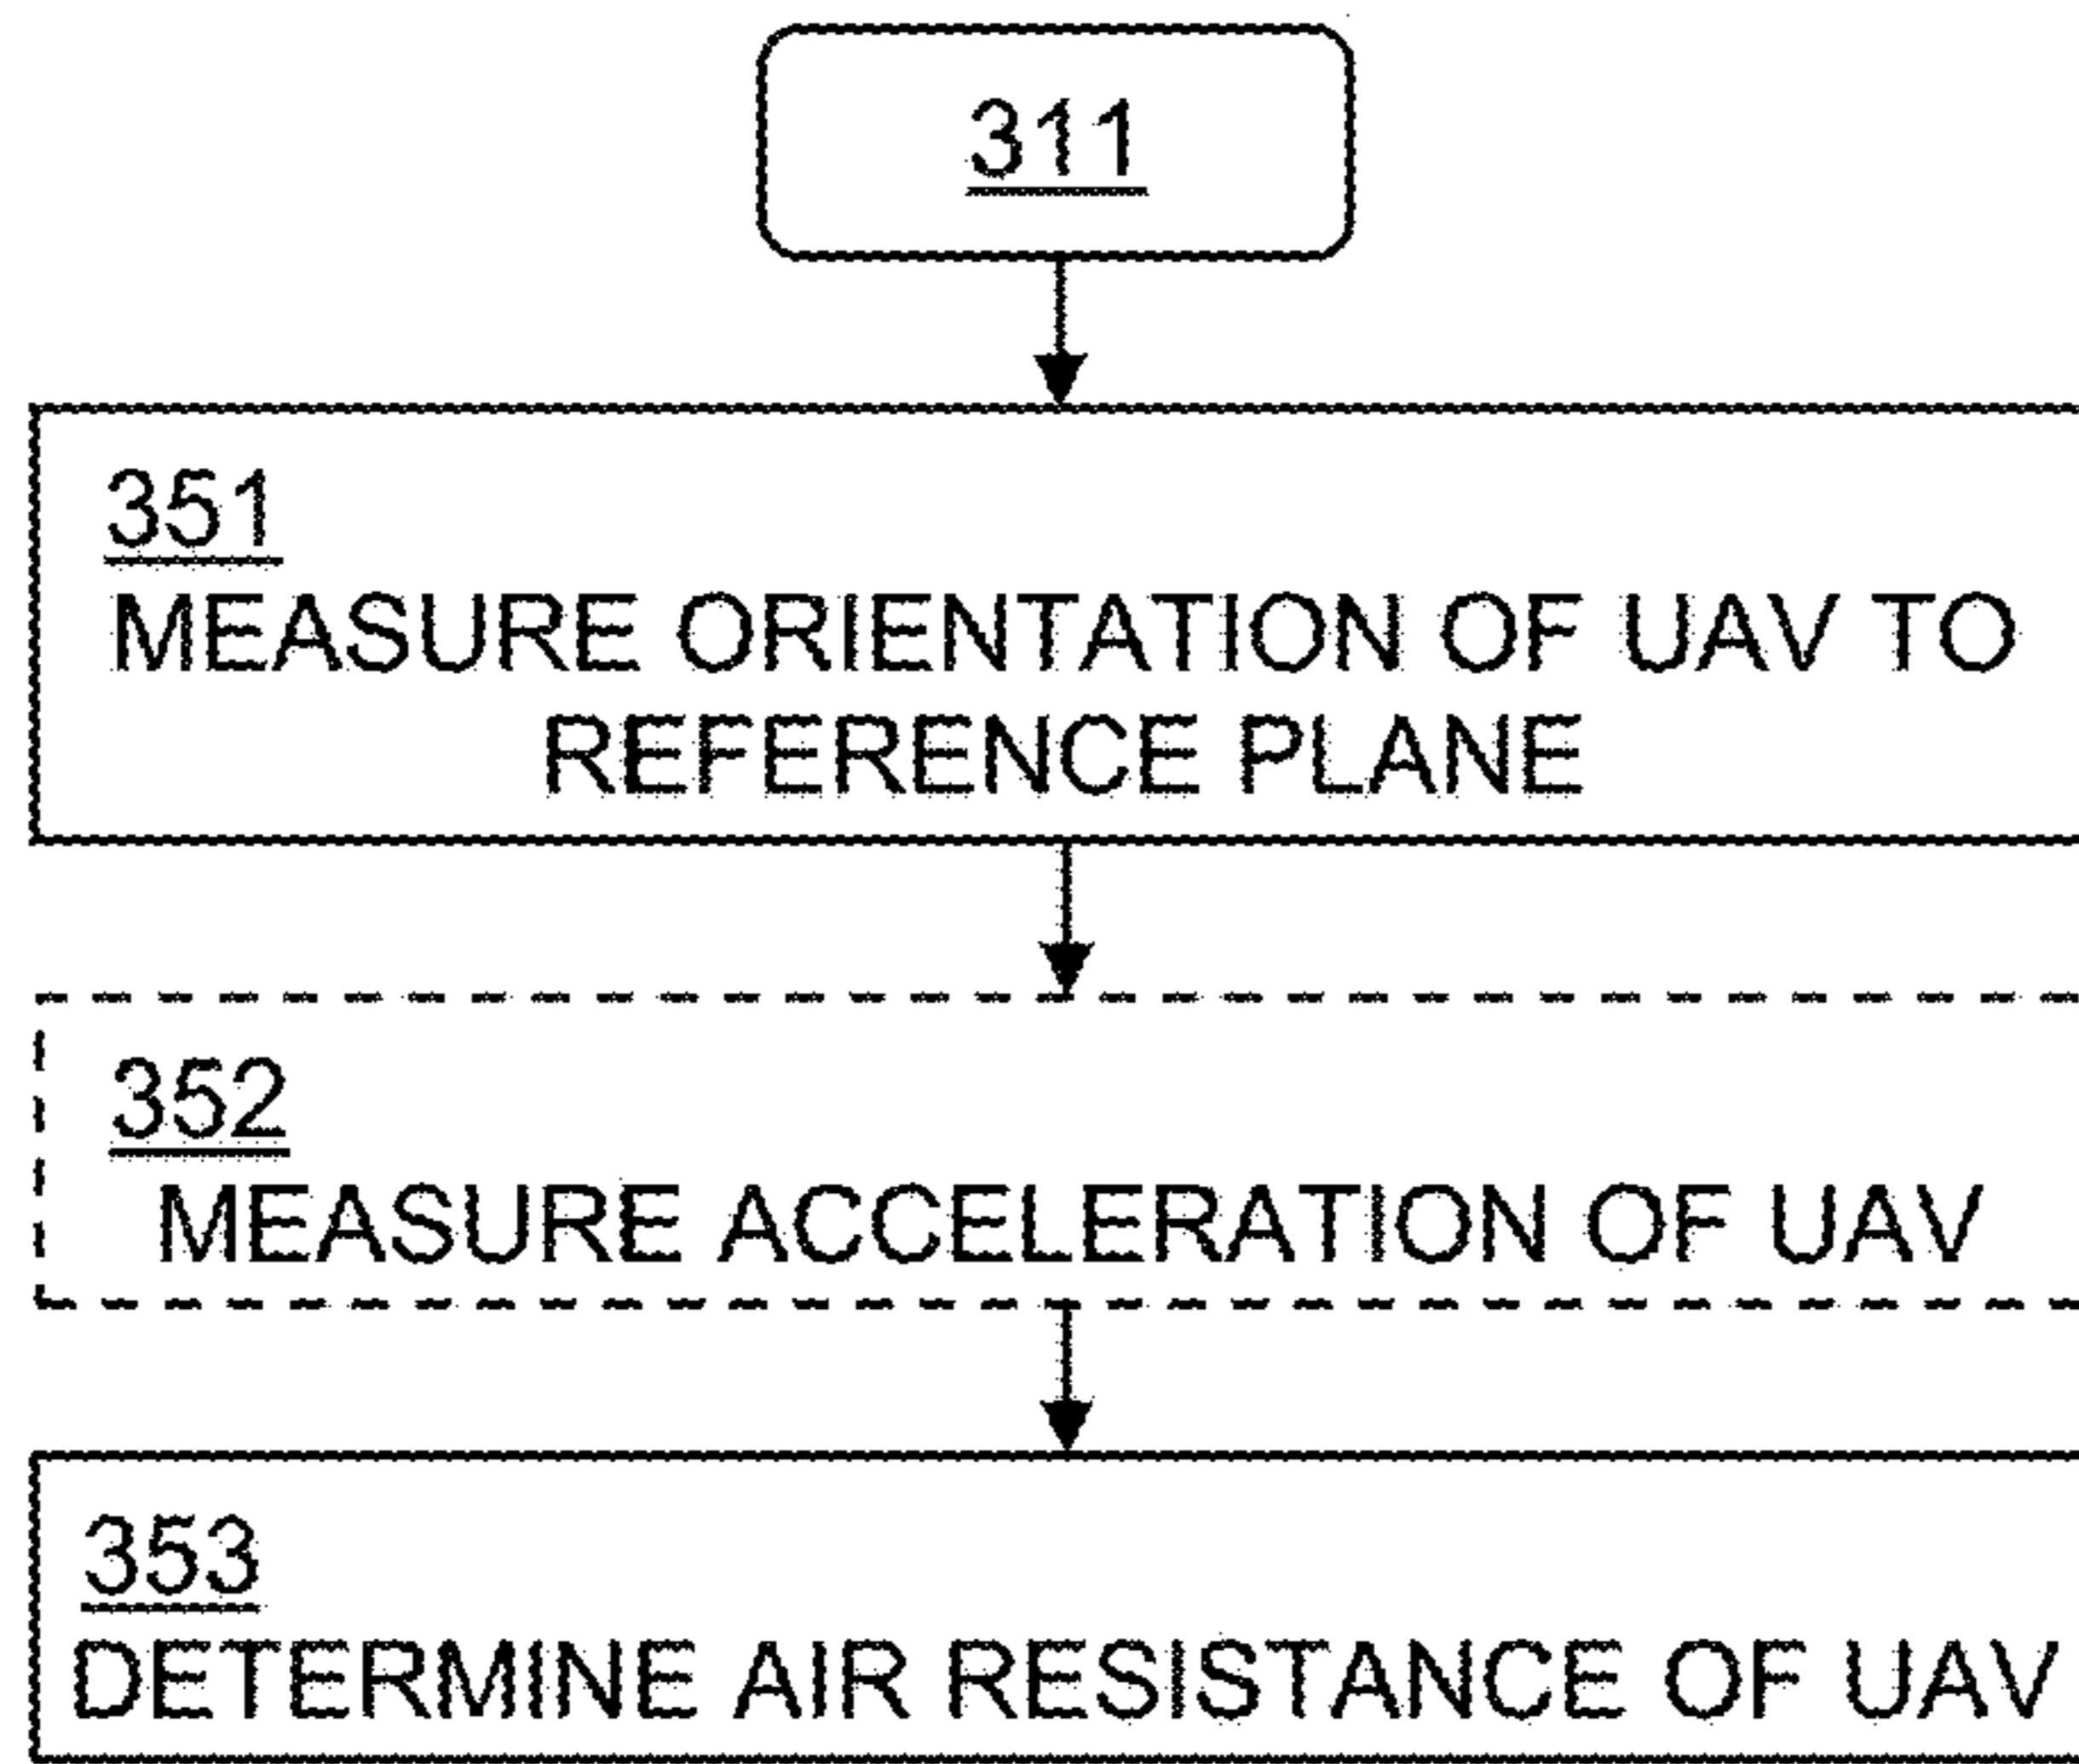 311
351
MEASURE ORIENTATION OF UAV TO
REFERENCE PLANE
352
MEASURE ACCELERATION OF UAV
353
DETERMINE AIR RESISTANCE OF UAV